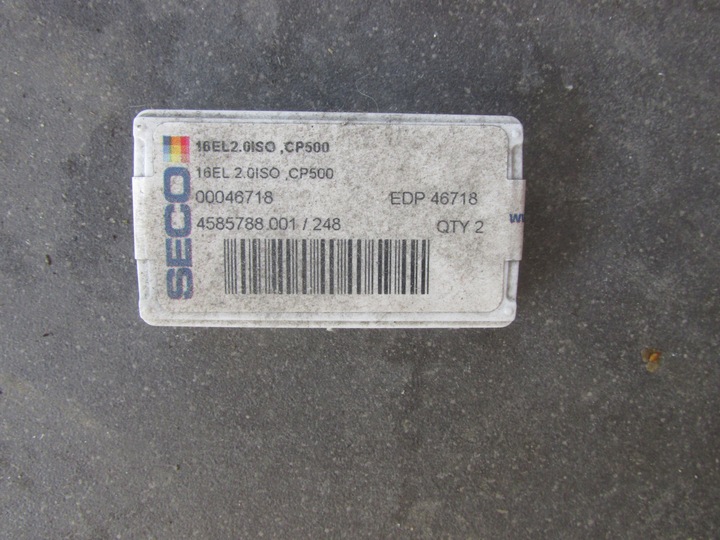 SECO
16EL2.0ISO ,CP500
16EL 2.0ISO ,CP500
00046718 EDP 46718
4585788 001 / 248 QTY 2